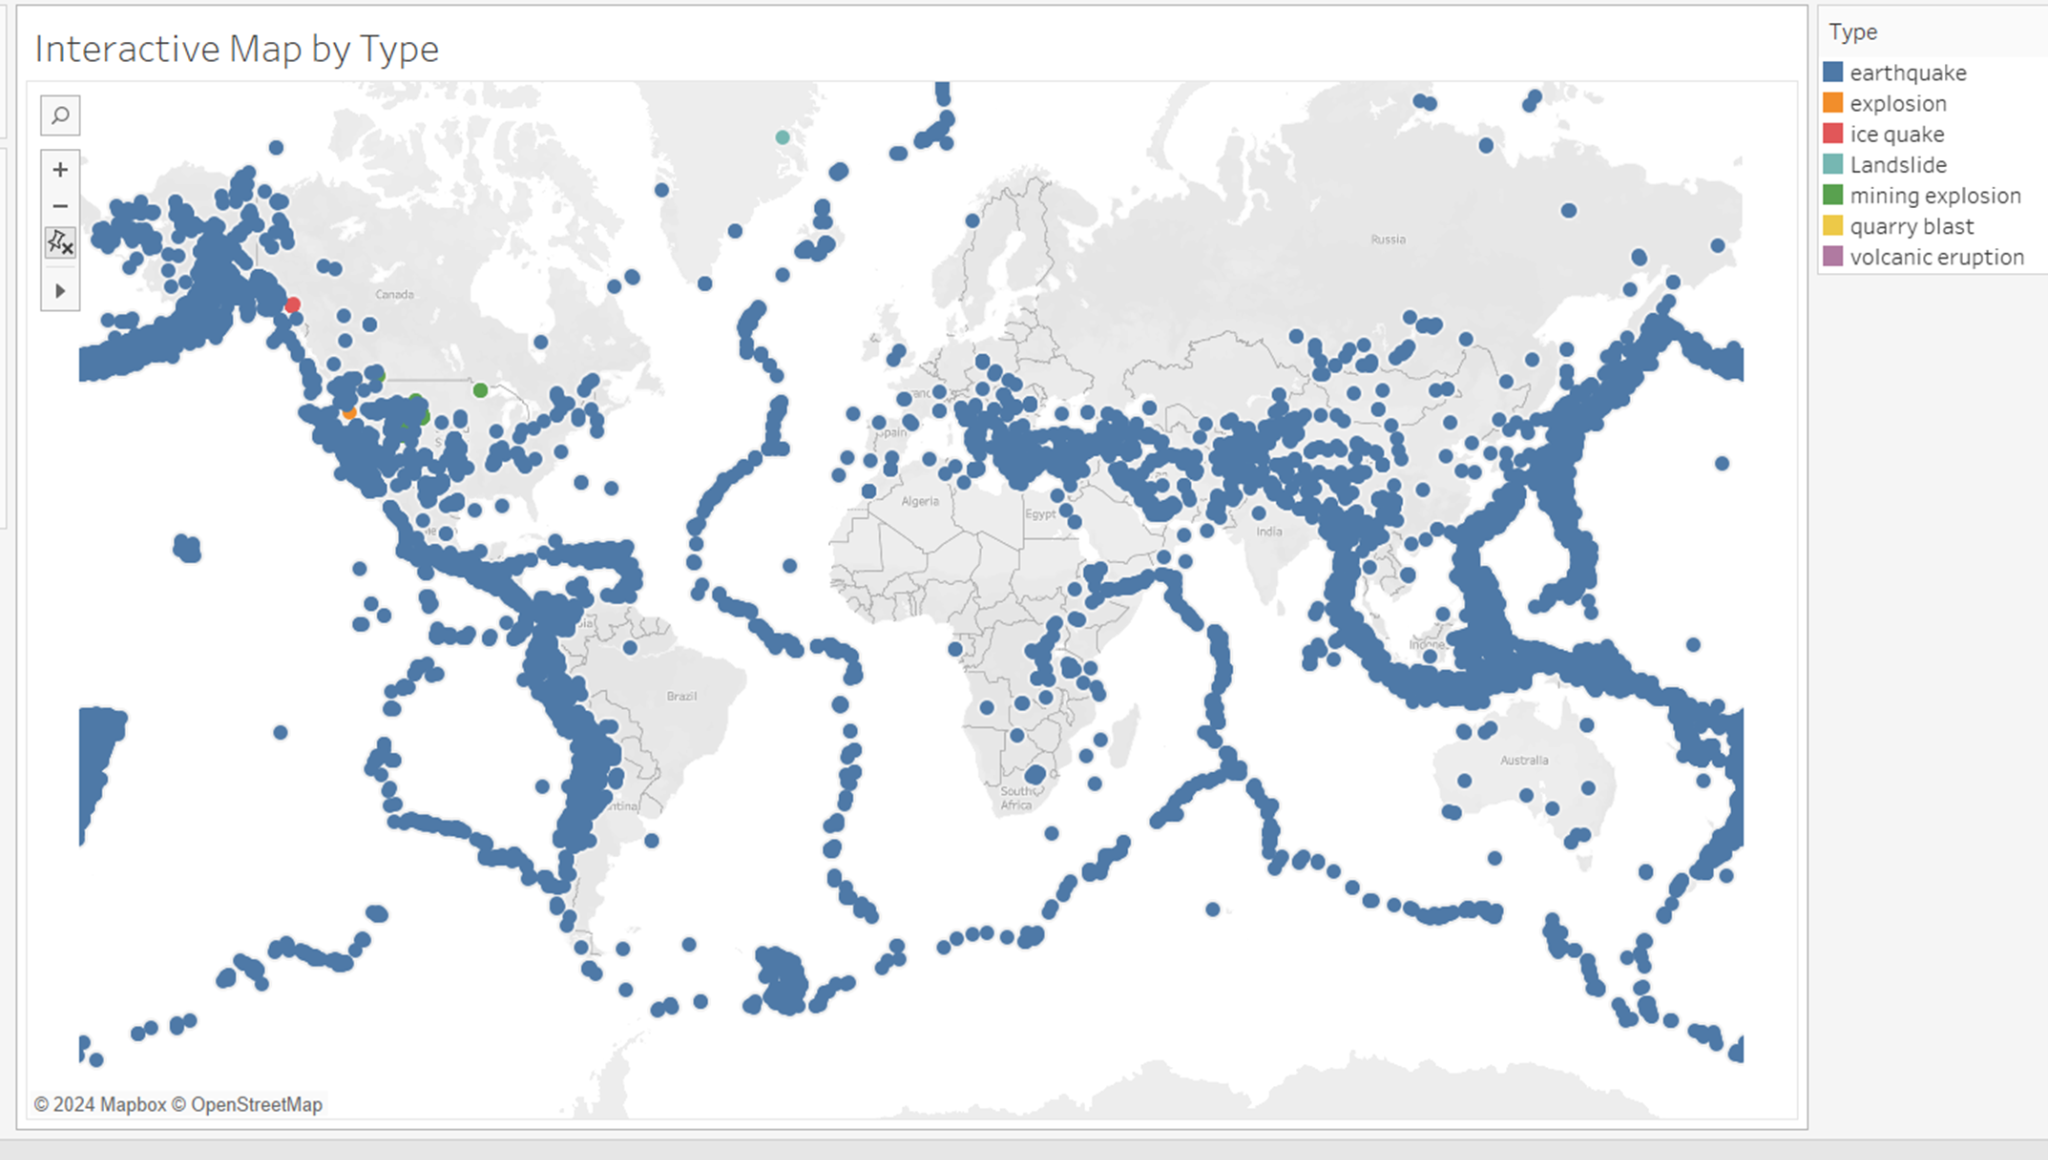 Interactive Map by Type
Type
earthquake
explosion
ice quake
Landslide
mining explosion
quarry blast
volcanic eruption
Russia
Canada
Spain
Algeria
Egypt
India
Brazil
Australia
South
Africa
© 2024 Mapbox © OpenStreetMap